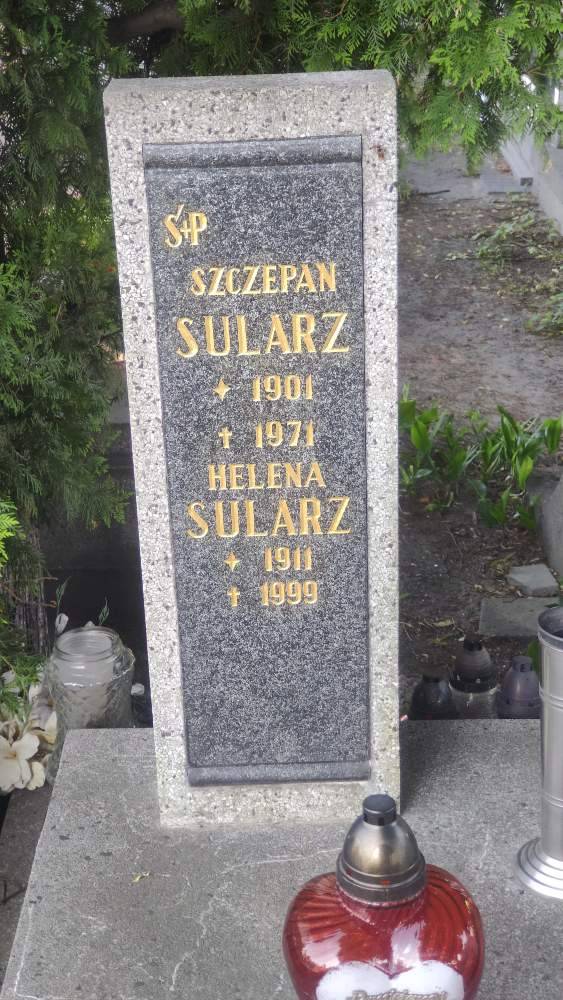 Ś+P
SZCZEPAN
SULARZ
✦ 1901
✝ 1971
HELENA
SULARZ
✦ 1911
✝ 1999